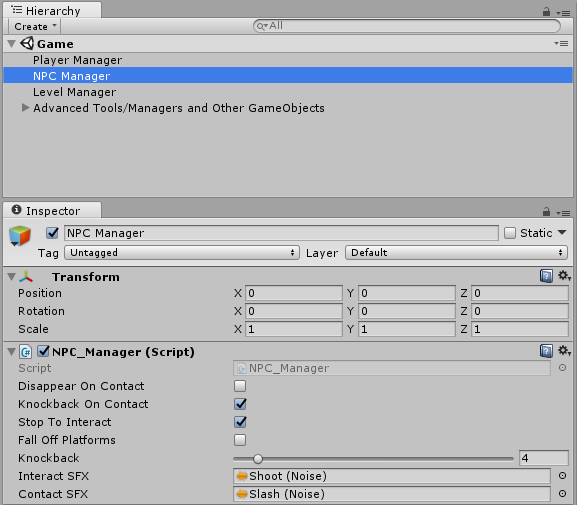 Hierarchy
Create All
Game
Player Manager
NPC Manager
Level Manager
Advanced Tools/Managers and Other GameObjects
Inspector
NPC Manager Static
Tag Untagged Layer Default
Transform
Position X 0 Y 0 Z 0
Rotation X 0 Y 0 Z 0
Scale X 1 Y 1 Z 1
NPC_Manager (Script)
Script NPC_Manager
Disappear On Contact
Knockback On Contact
Stop To Interact
Fall Off Platforms
Knockback 4
Interact SFX Shoot (Noise)
Contact SFX Slash (Noise)